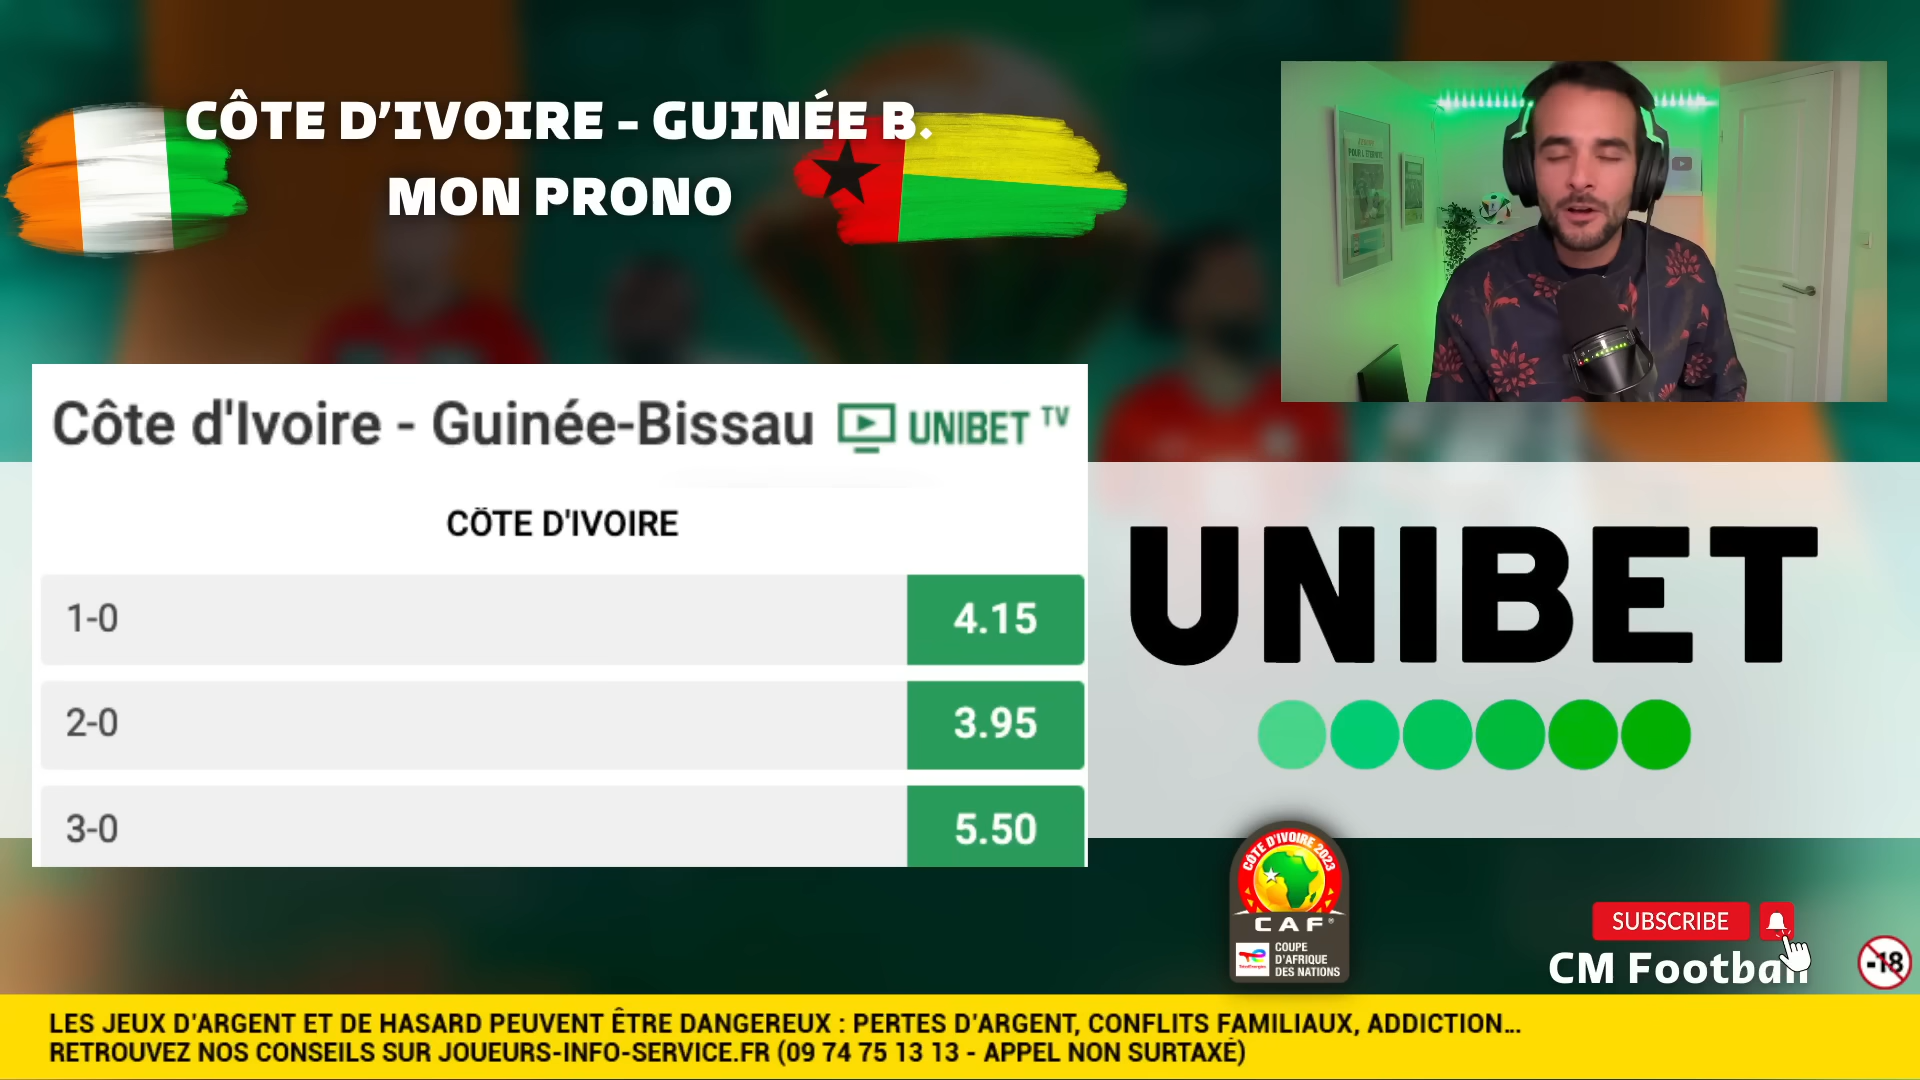 CÔTE D'IVOIRE - GUINÉE B.
MON PRONO
Côte d'Ivoire - Guinée-Bissau UNIBET TV
CÔTE D'IVOIRE
1-0 4.15
2-0 3.95
3-0 5.50
UNIBET
CÔTE D'IVOIRE 2023
CAF
COUPE
D'AFRIQUE
DES NATIONS
SUBSCRIBE
CM Football
-18
LES JEUX D'ARGENT ET DE HASARD PEUVENT ÊTRE DANGEREUX : PERTES D'ARGENT, CONFLITS FAMILIAUX, ADDICTION...
RETROUVEZ NOS CONSEILS SUR JOUEURS-INFO-SERVICE.FR (09 74 75 13 13 - APPEL NON SURTAXÉ)